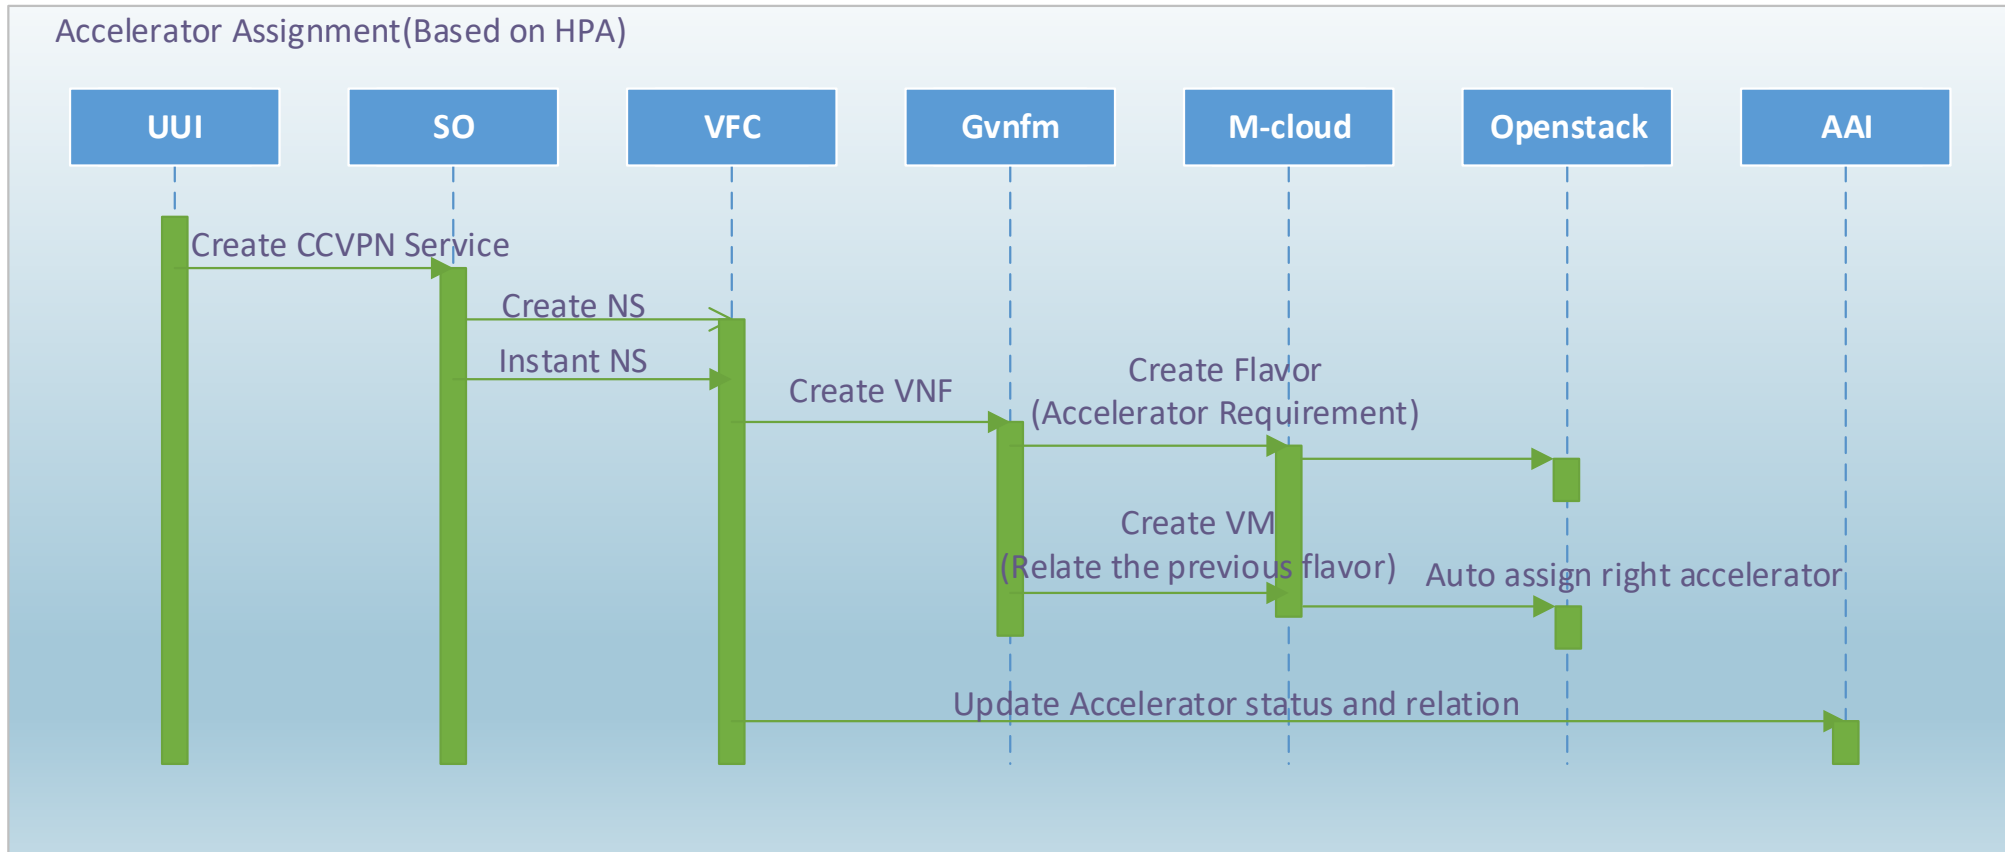 Accelerator Assignment(Based on HPA)
UUI
SO
VFC
Gvnfm
M-cloud
Openstack
AAI
Create CCVPN Service
Create NS
Instant NS
Create VNF
Create Flavor
(Accelerator Requirement)
Create VM
(Relate the previous flavor)
Auto assign right accelerator
Update Accelerator status and relation